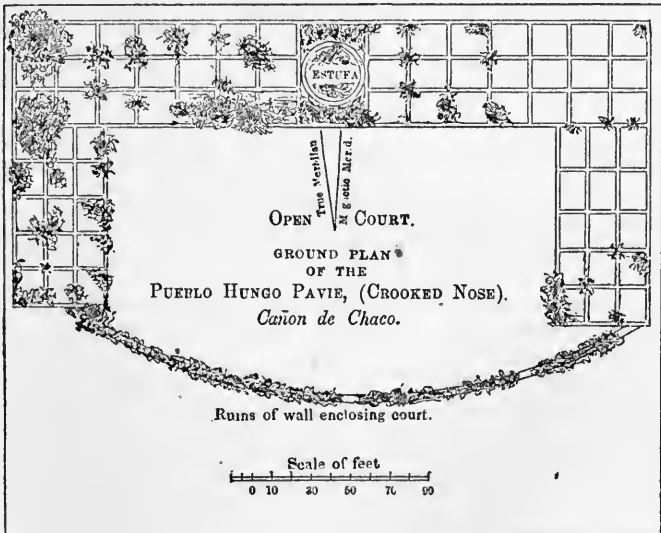 ESTUFA
True Meridian
Magnetic Merid.
OPEN COURT.
GROUND PLAN
OF THE
PUEBLO HUNGO PAVIE, (CROOKED NOSE).
Cañon de Chaco.
Ruins of wall enclosing court.
Scale of feet
0 10 30 50 70 90